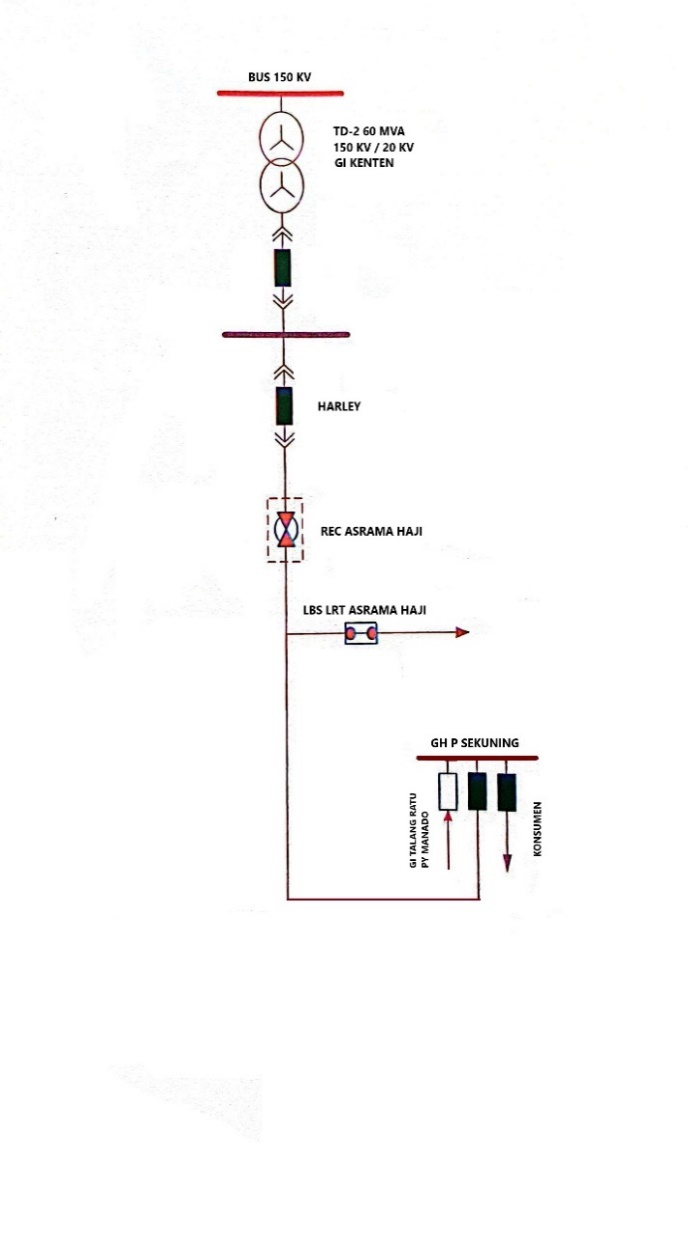 BUS 150 KV
TD-2 60 MVA
150 KV / 20 KV
GI KENTEN
HARLEY
REC ASRAMA HAJI
LBS LRT ASRAMA HAJI
GH P SEKUNING
GI TALANG RATU
PY MANADO
KONSUMEN